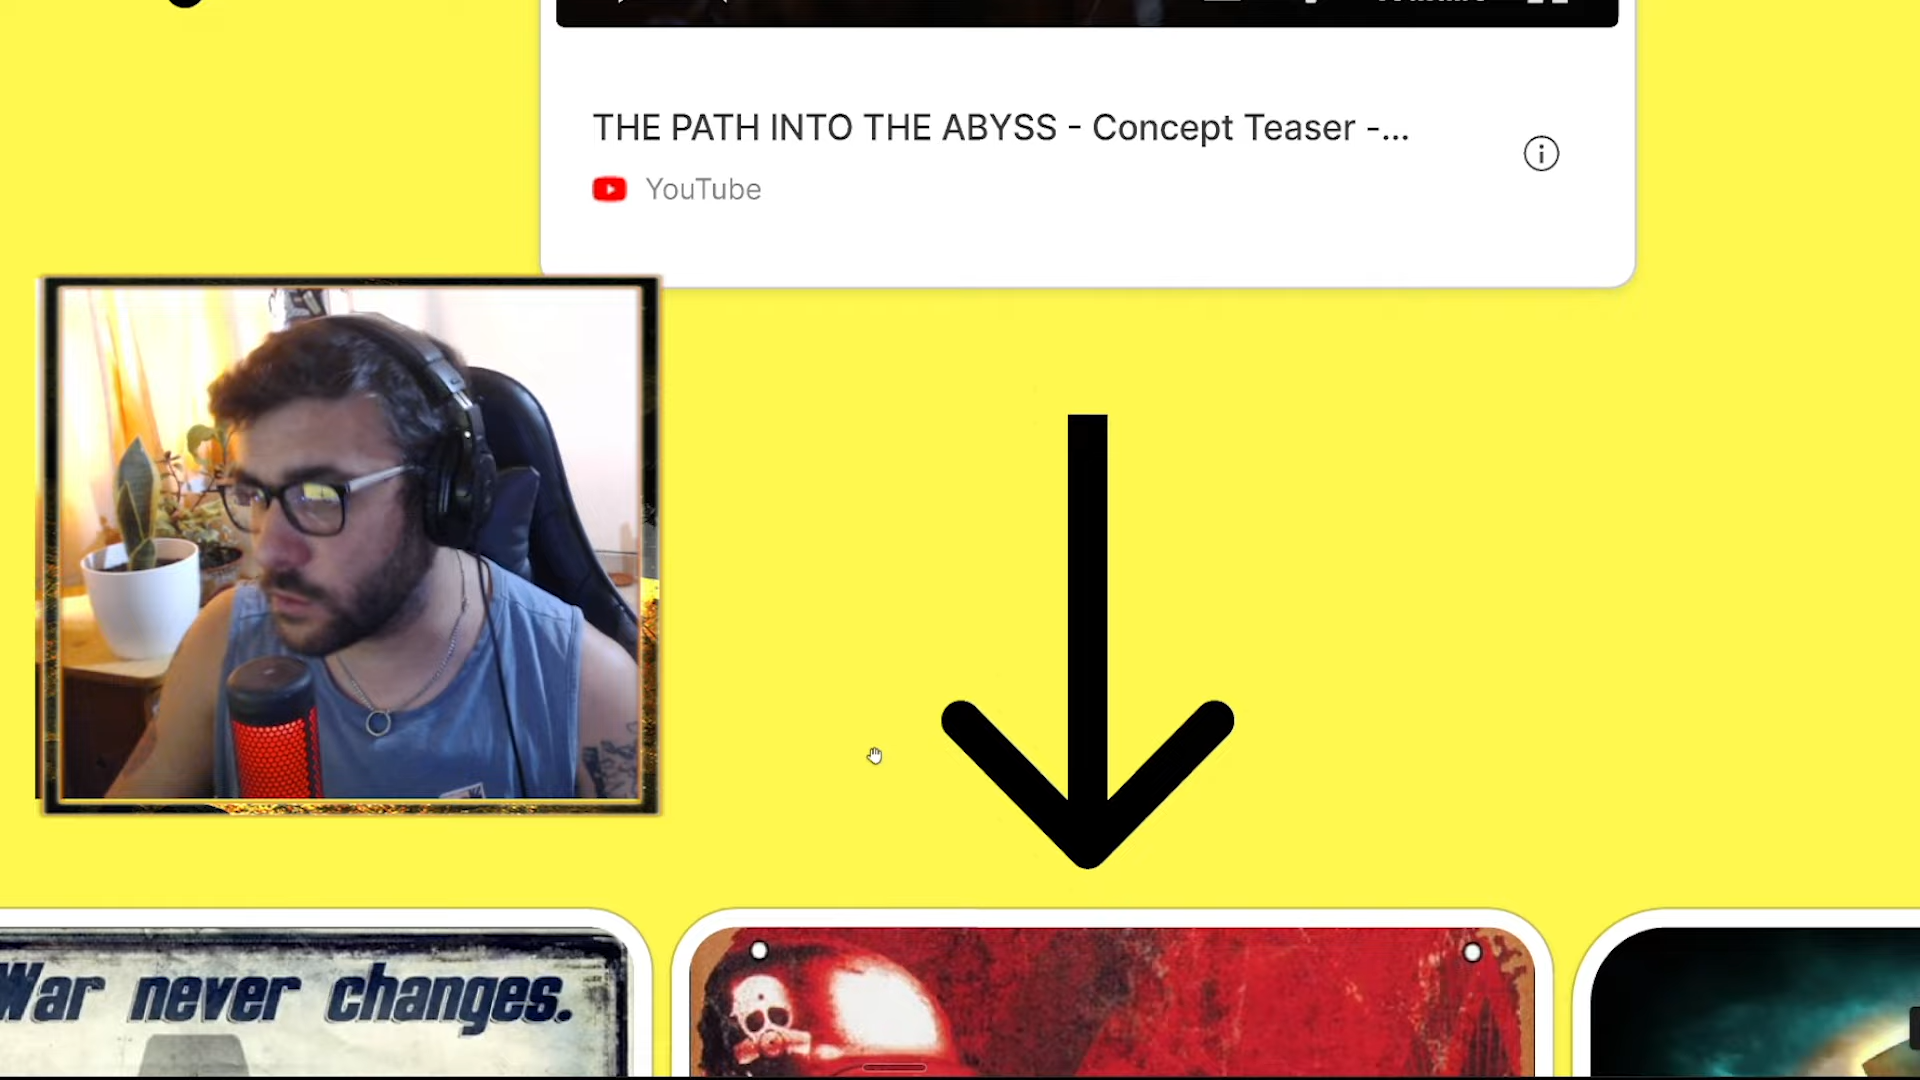 THE PATH INTO THE ABYSS - Concept Teaser -...
YouTube
War never changes.